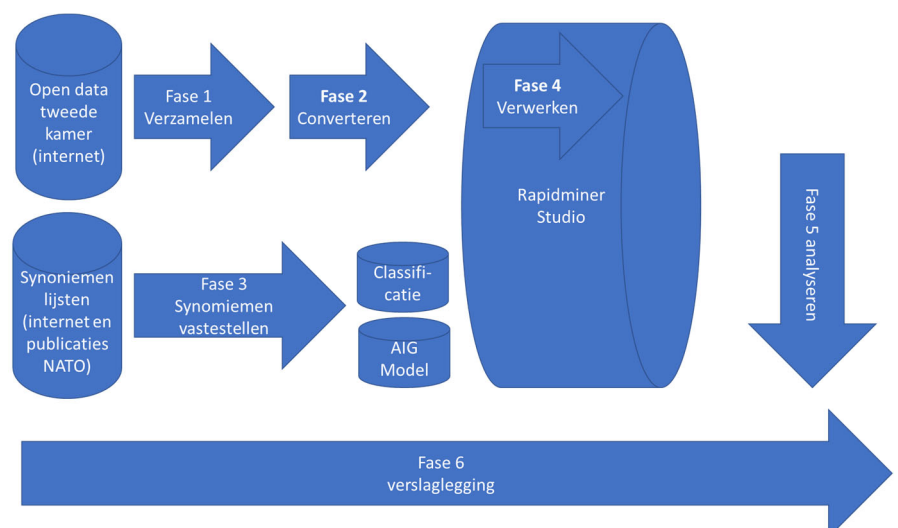 Open data
tweede
kamer
(internet)
Fase 1
Verzamelen
Fase 2
Converteren
Fase 4
Verwerken
Rapidminer
Studio
Fase 5 analyseren
Synoniemen
lijsten
(internet en
publicaties
NATO)
Fase 3
Synomiemen
vastestellen
Classifi-
catie
AIG
Model
Fase 6
verslaglegging